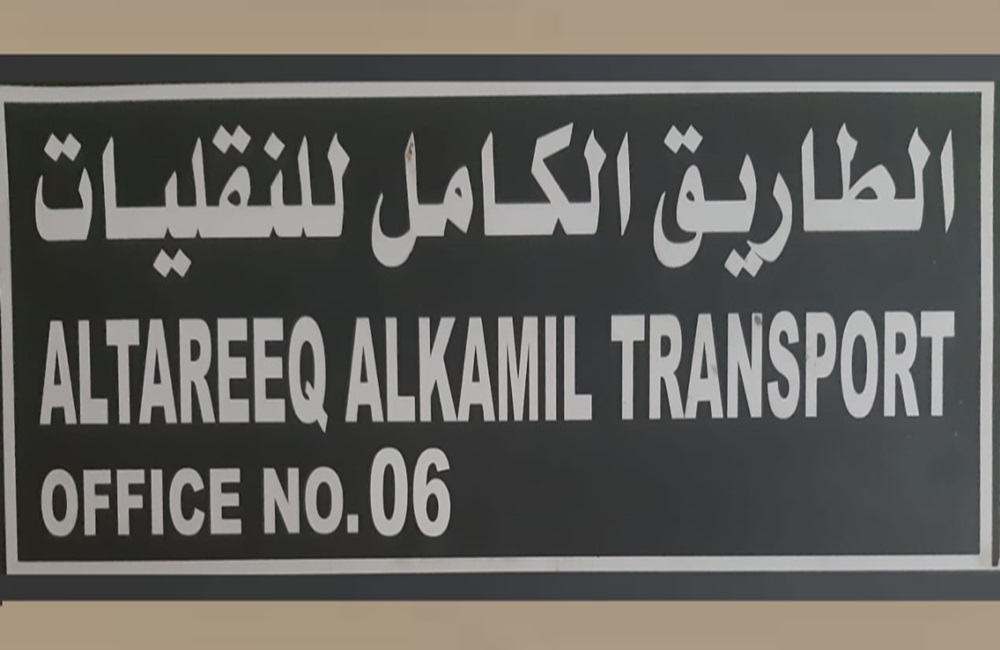 الطاريق الكامل للنقليات
ALTAREEQ ALKAMIL TRANSPORT
OFFICE NO. 06